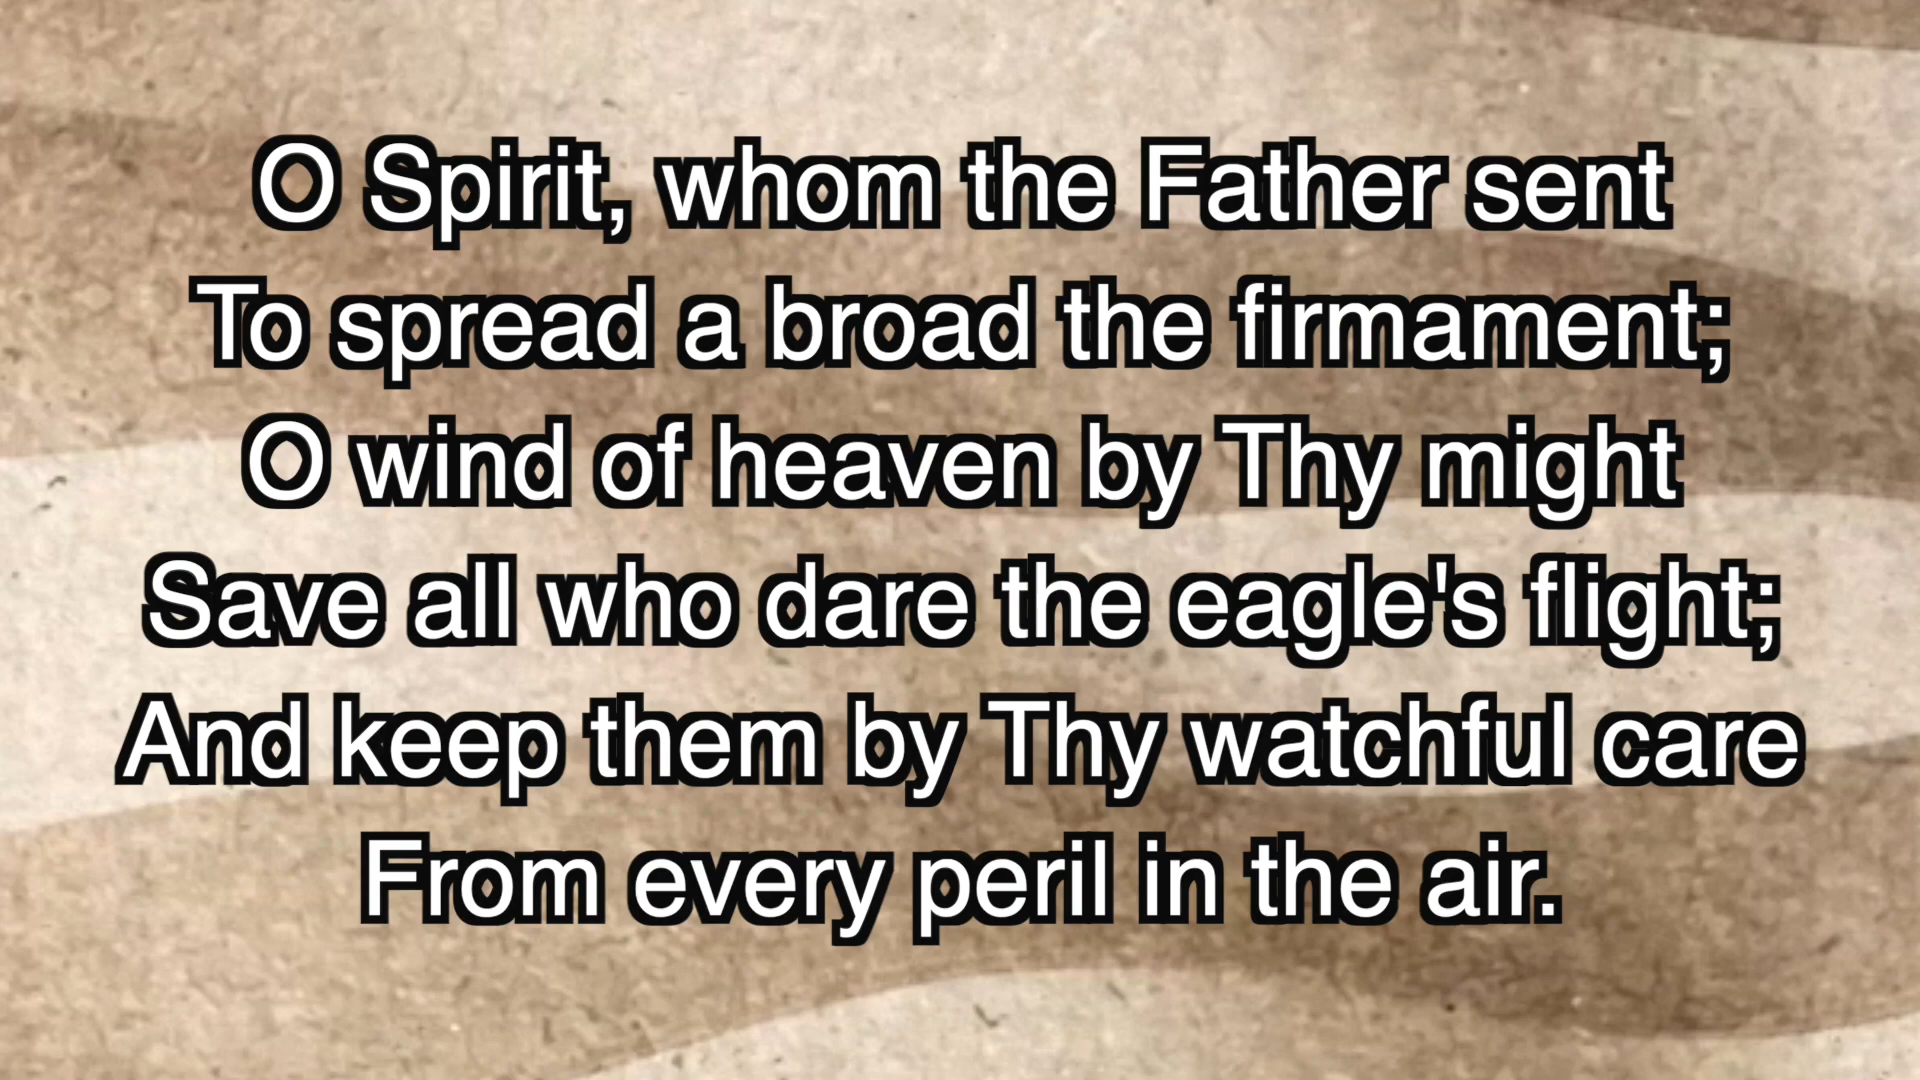 O Spirit, whom the Father sent
To spread a broad the firmament;
O wind of heaven by Thy might
Save all who dare the eagle's flight;
And keep them by Thy watchful care
From every peril in the air.